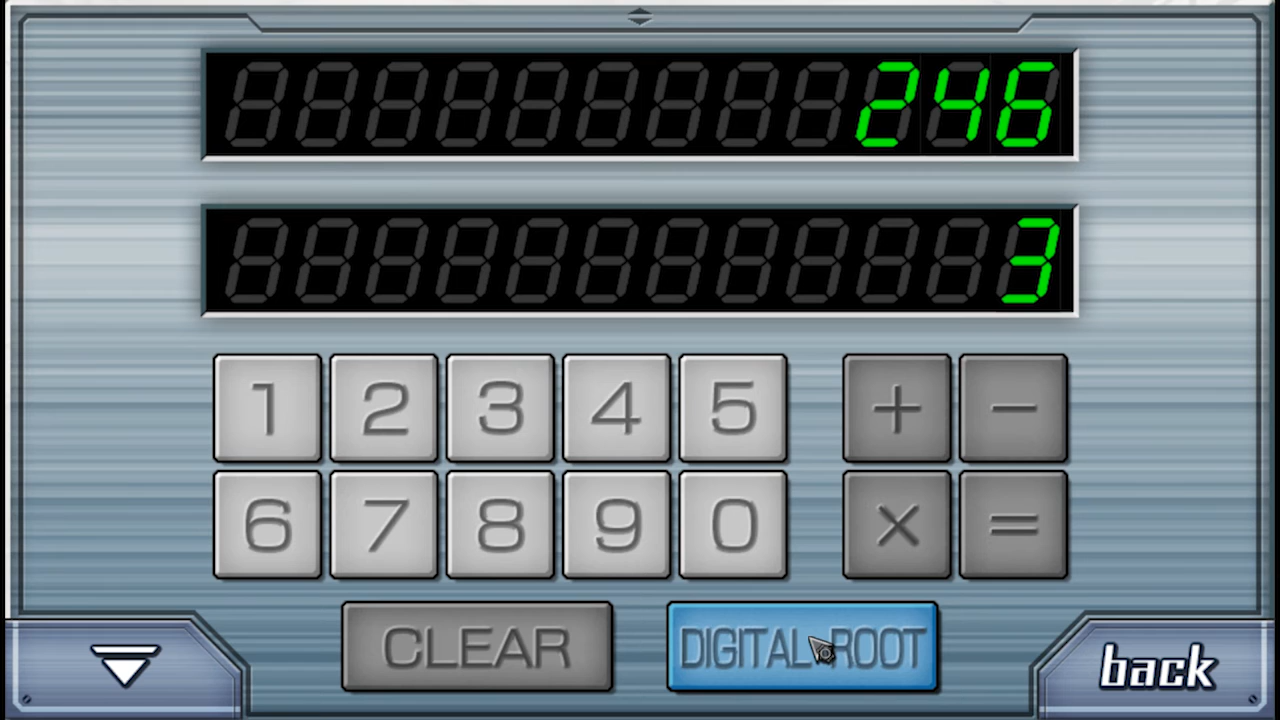 246
3
1 2 3 4 5 + −
6 7 8 9 0 × =
CLEAR DIGITAL ROOT
back